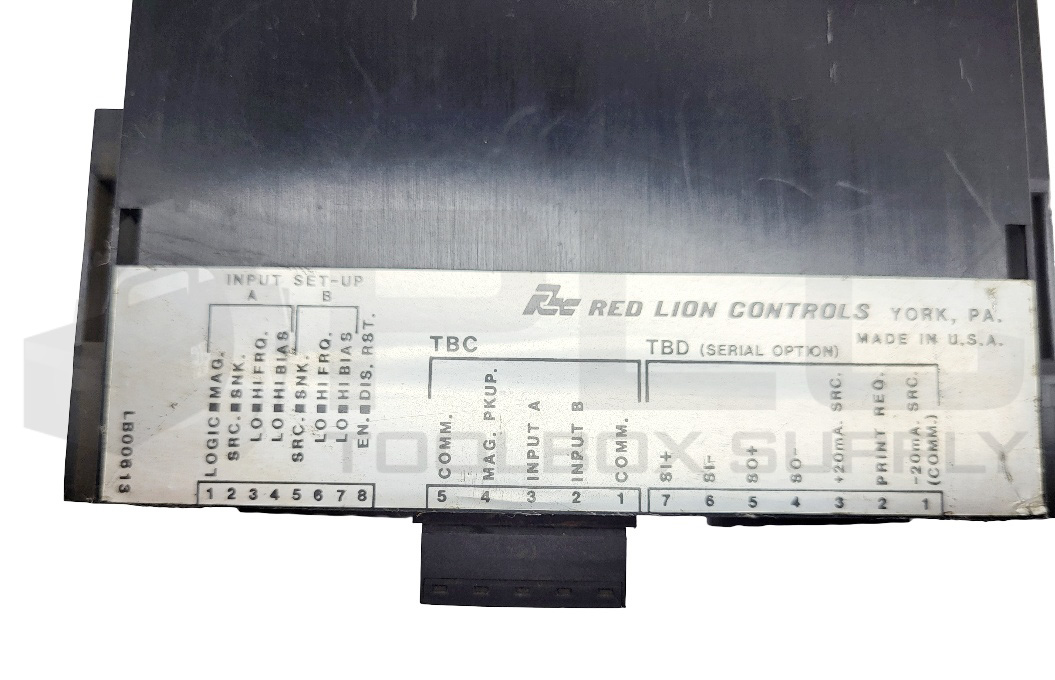 INPUT SET-UP
A B
LOGIC■MAG.
SRC.■SNK.
LO■HI FRQ.
LO■HI BIAS
SRC.■SNK.
LO■HI FRQ.
LO■HI BIAS
EN.■DIS. RST.
1 2 3 4 5 6 7 8
LB00613
RLC RED LION CONTROLS YORK, PA.
MADE IN U.S.A.
TBC
COMM.
MAG. PKUP.
INPUT A
INPUT B
COMM.
5 4 3 2 1
TBD (SERIAL OPTION)
SI+
SI-
SO+
SO-
+20mA. SRC.
PRINT REQ.
-20mA. SRC.
(COMM.)
7 6 5 4 3 2 1
PLC
TOOLBOX SUPPLY